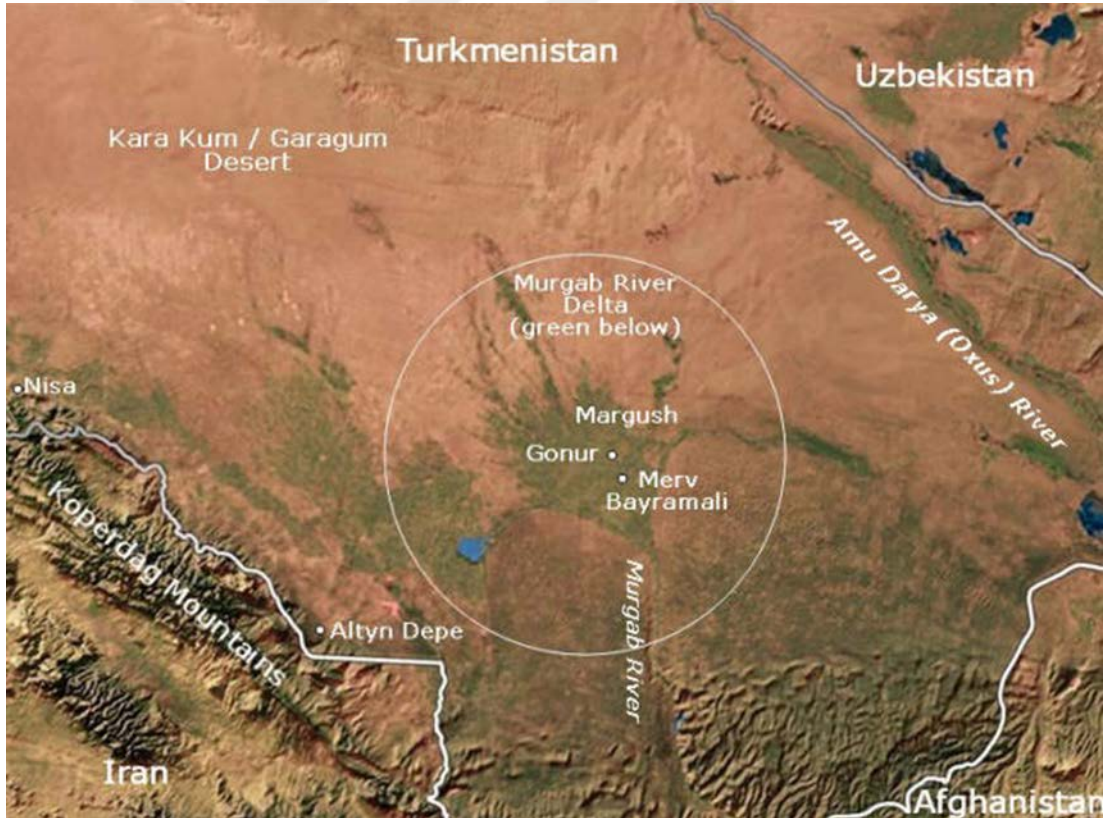 Turkmenistan
Uzbekistan
Kara Kum / Garagum
Desert
Amu Darya (Oxus) River
Murgab River
Delta
(green below)
Nisa
Margush
Gonur
Merv
Bayramali
Koperdag Mountains
Murgab River
Altyn Depe
Iran
Afghanistan